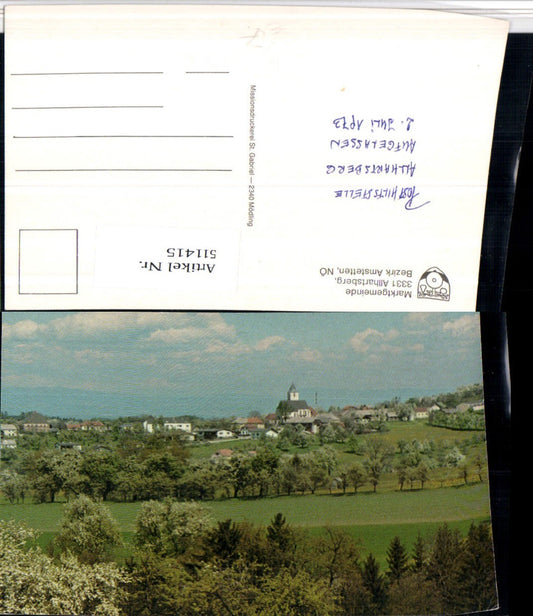 Marktgemeinde
3331 Allhartsberg,
Bezirk Amstetten, NÖ
POSTHILFSSTELLE
ALLHARTSBERG
AUFGELASSEN
2. JULI 1973
Missionsdruckerei St. Gabriel — 2340 Mödling
Artikel Nr.
511415